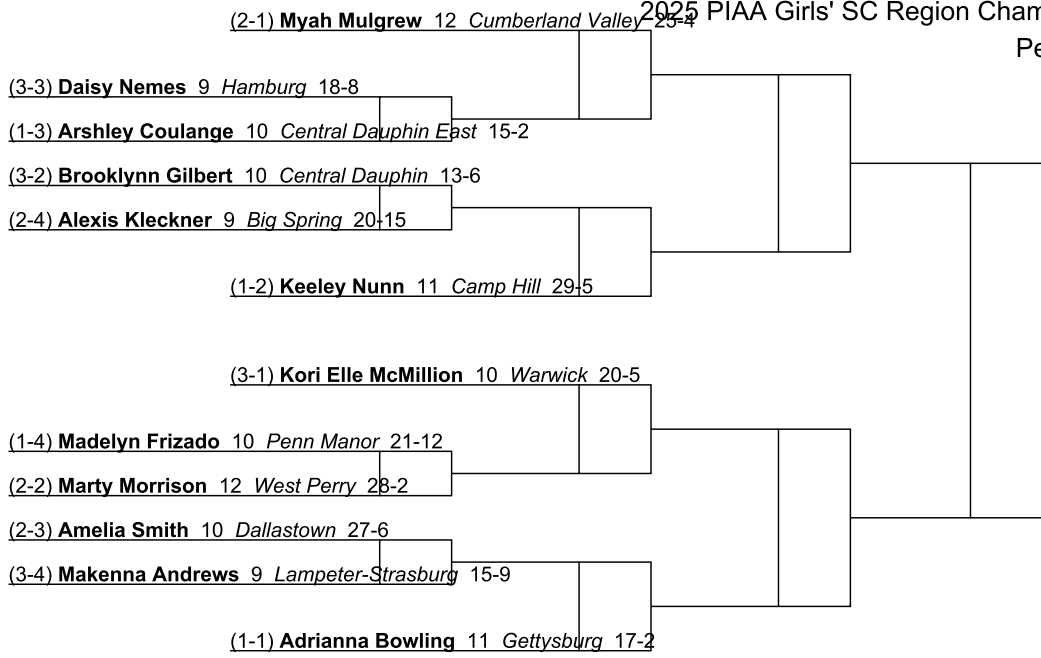 2025 PIAA Girls' SC Region Cham
Pe
(2-1) Myah Mulgrew 12 Cumberland Valley 25-4
(3-3) Daisy Nemes 9 Hamburg 18-8
(1-3) Arshley Coulange 10 Central Dauphin East 15-2
(3-2) Brooklynn Gilbert 10 Central Dauphin 13-6
(2-4) Alexis Kleckner 9 Big Spring 20-15
(1-2) Keeley Nunn 11 Camp Hill 29-5
(3-1) Kori Elle McMillion 10 Warwick 20-5
(1-4) Madelyn Frizado 10 Penn Manor 21-12
(2-2) Marty Morrison 12 West Perry 28-2
(2-3) Amelia Smith 10 Dallastown 27-6
(3-4) Makenna Andrews 9 Lampeter-Strasburg 15-9
(1-1) Adrianna Bowling 11 Gettysburg 17-2